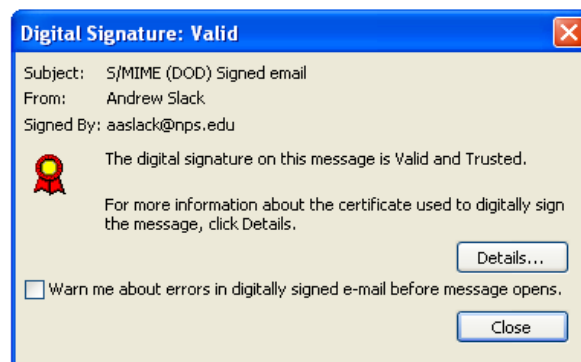 Digital Signature: Valid
Subject: S/MIME (DOD) Signed email
From: Andrew Slack
Signed By: aaslack@nps.edu
The digital signature on this message is Valid and Trusted.
For more information about the certificate used to digitally sign
the message, click Details.
Details...
Warn me about errors in digitally signed e-mail before message opens.
Close